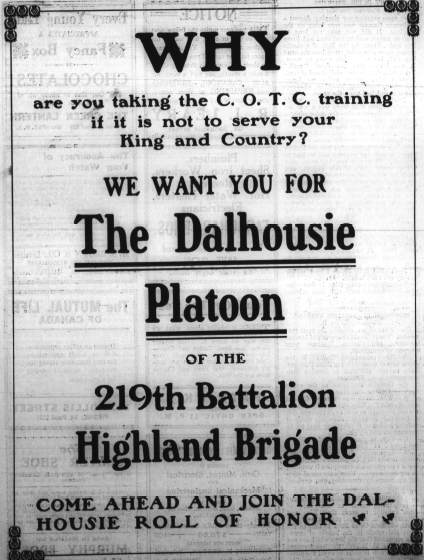 WHY
are you taking the C. O. T. C. training
if it is not to serve your
King and Country?
WE WANT YOU FOR
The Dalhousie
Platoon
OF THE
219th Battalion
Highland Brigade
COME AHEAD AND JOIN THE DAL-
HOUSIE ROLL OF HONOR